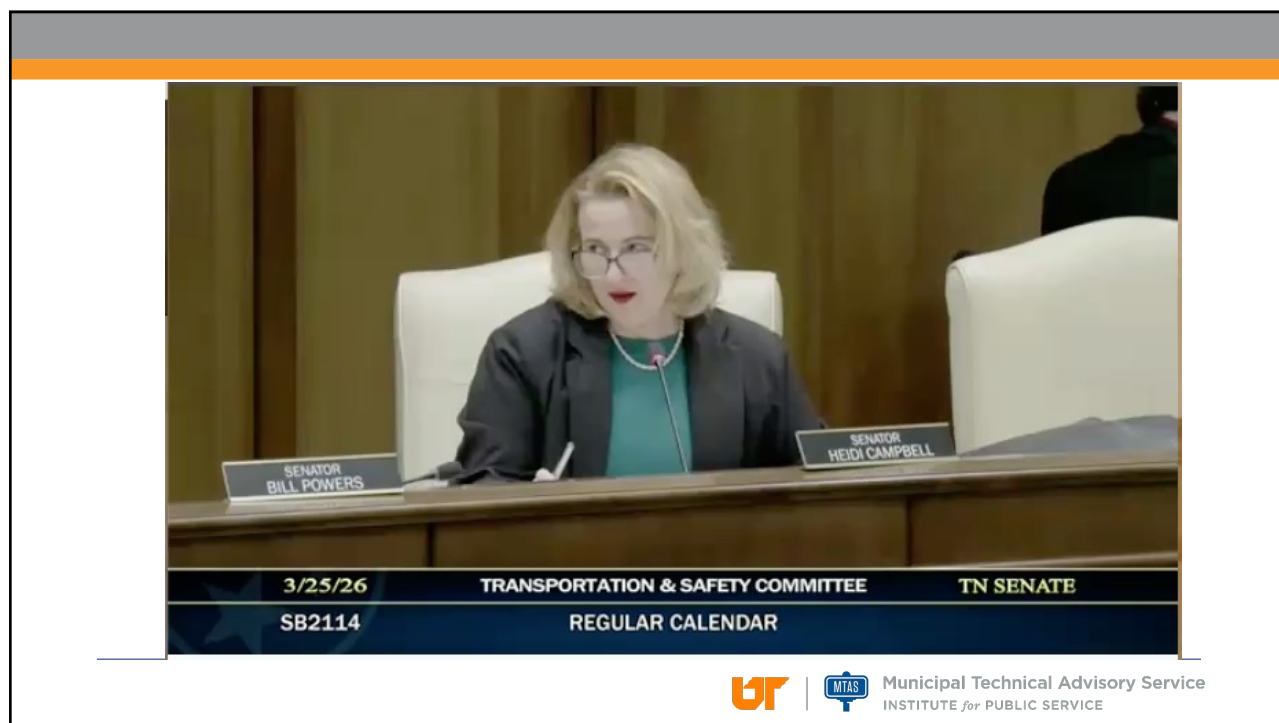 SENATOR
BILL POWERS
SENATOR
HEIDI CAMPBELL
3/25/26
TRANSPORTATION & SAFETY COMMITTEE
TN SENATE
SB2114
REGULAR CALENDAR
UT
MTAS
Municipal Technical Advisory Service
INSTITUTE for PUBLIC SERVICE